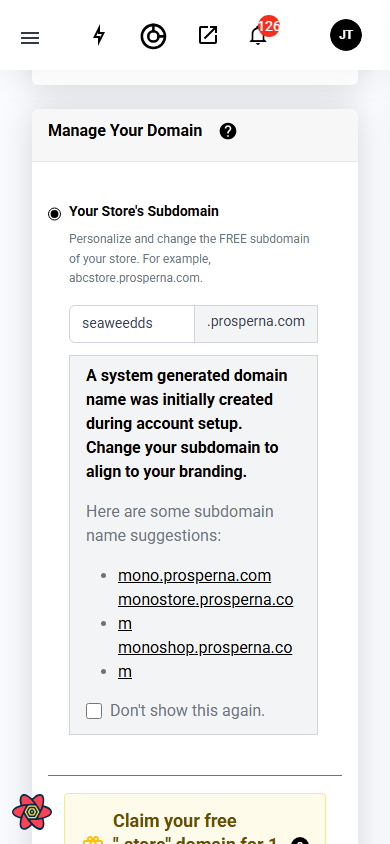 126
JT
Manage Your Domain
Your Store's Subdomain
Personalize and change the FREE subdomain
of your store. For example,
abcstore.prosperna.com.
seaweedds
.prosperna.com
A system generated domain
name was initially created
during account setup.
Change your subdomain to
align to your branding.
Here are some subdomain
name suggestions:
mono.prosperna.com
monostore.prosperna.co
m
monoshop.prosperna.co
m
Don't show this again.
Claim your free
".store" domain for 1